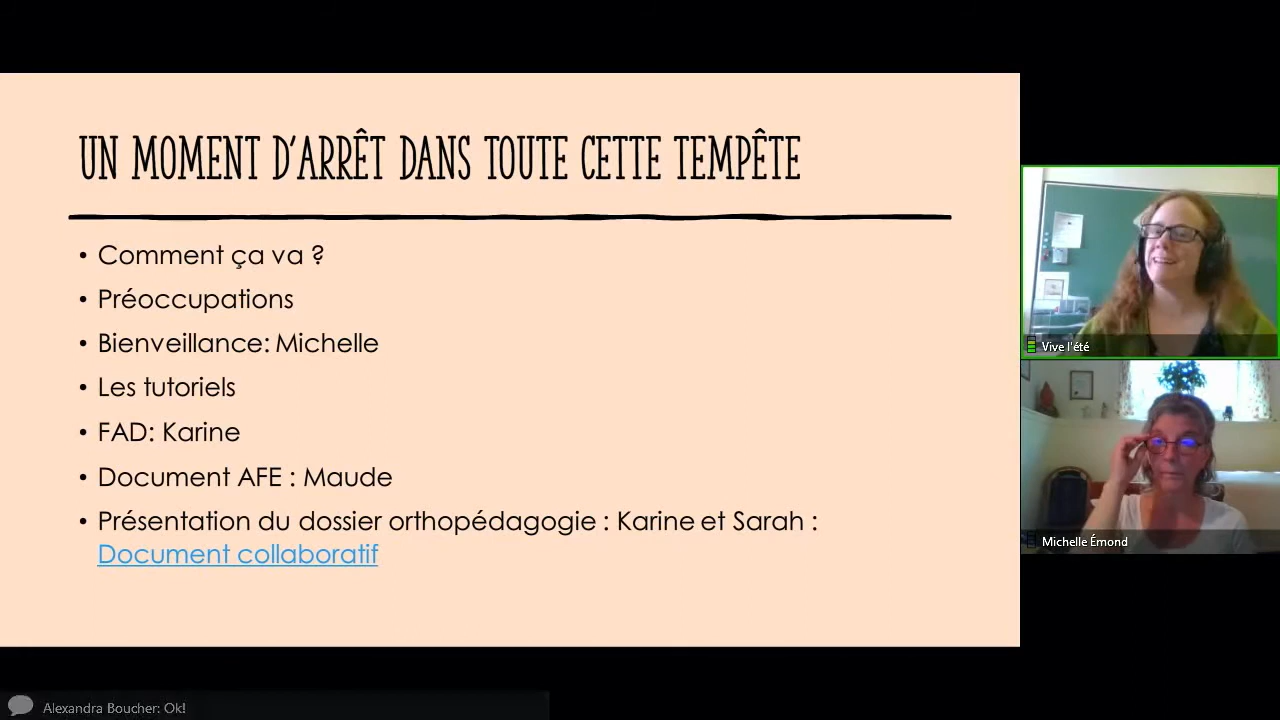 UN MOMENT D'ARRÊT DANS TOUTE CETTE TEMPÊTE
• Comment ça va ?
• Préoccupations
• Bienveillance: Michelle
• Les tutoriels
• FAD: Karine
• Document AFE : Maude
• Présentation du dossier orthopédagogie : Karine et Sarah :
Document collaboratif
Vive l'été
Michelle Émond
Alexandra Boucher: Ok!